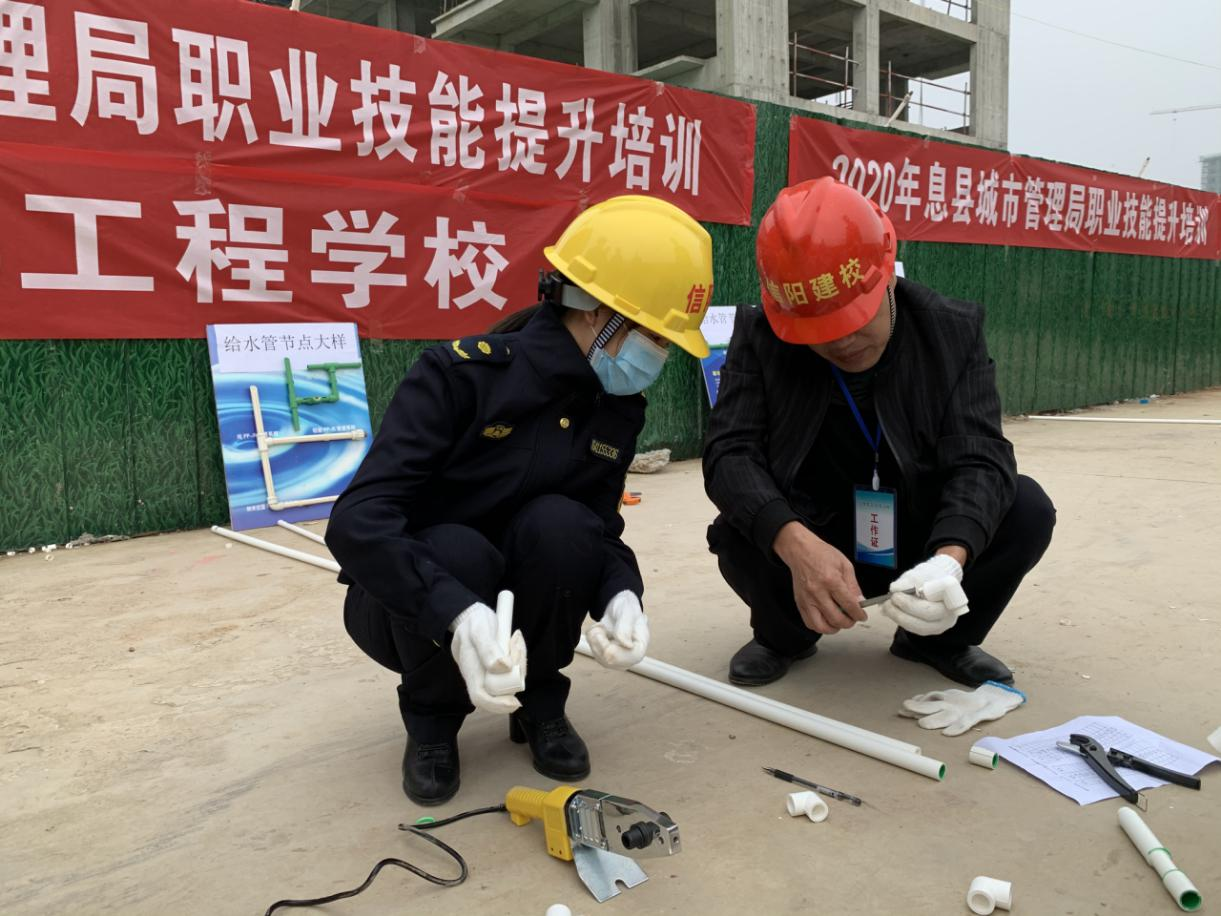 理局职业技能提升培训
工程学校
2020年息县城市管理局职业技能提升培训
给水管节点大样
信
信阳建校
工作证